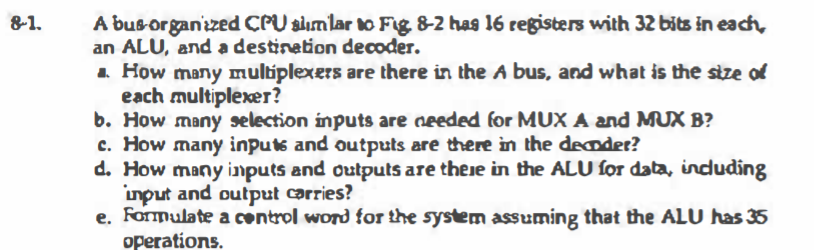 8-1. A bus-organized CPU similar to Fig. 8-2 has 16 registers with 32 bits in each,
an ALU, and a destination decoder.
a. How many multiplexers are there in the A bus, and what is the size of
each multiplexer?
b. How many selection inputs are needed for MUX A and MUX B?
c. How many inputs and outputs are there in the decoder?
d. How many inputs and outputs are there in the ALU for data, including
input and output carries?
e. Formulate a control word for the system assuming that the ALU has 35
operations.